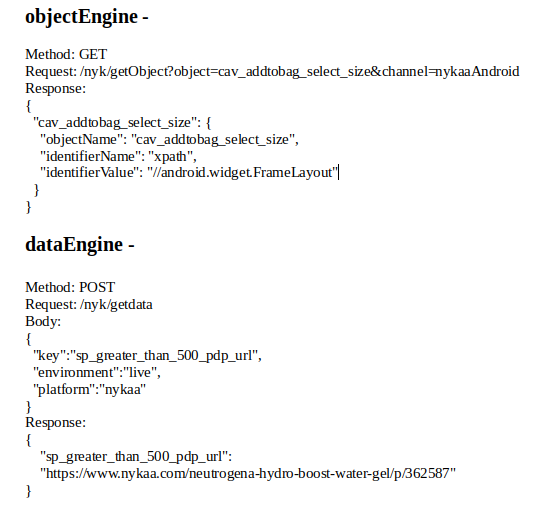 objectEngine -
Method: GET
Request: /nyk/getObject?object=cav_addtobag_select_size&channel=nykaaAndroid
Response:
{
"cav_addtobag_select_size": {
"objectName": "cav_addtobag_select_size",
"identifierName": "xpath",
"identifierValue": "//android.widget.FrameLayout"
}
}
dataEngine -
Method: POST
Request: /nyk/getdata
Body:
{
"key":"sp_greater_than_500_pdp_url",
"environment":"live",
"platform":"nykaa"
}
Response:
{
"sp_greater_than_500_pdp_url":
"https://www.nykaa.com/neutrogena-hydro-boost-water-gel/p/362587"
}